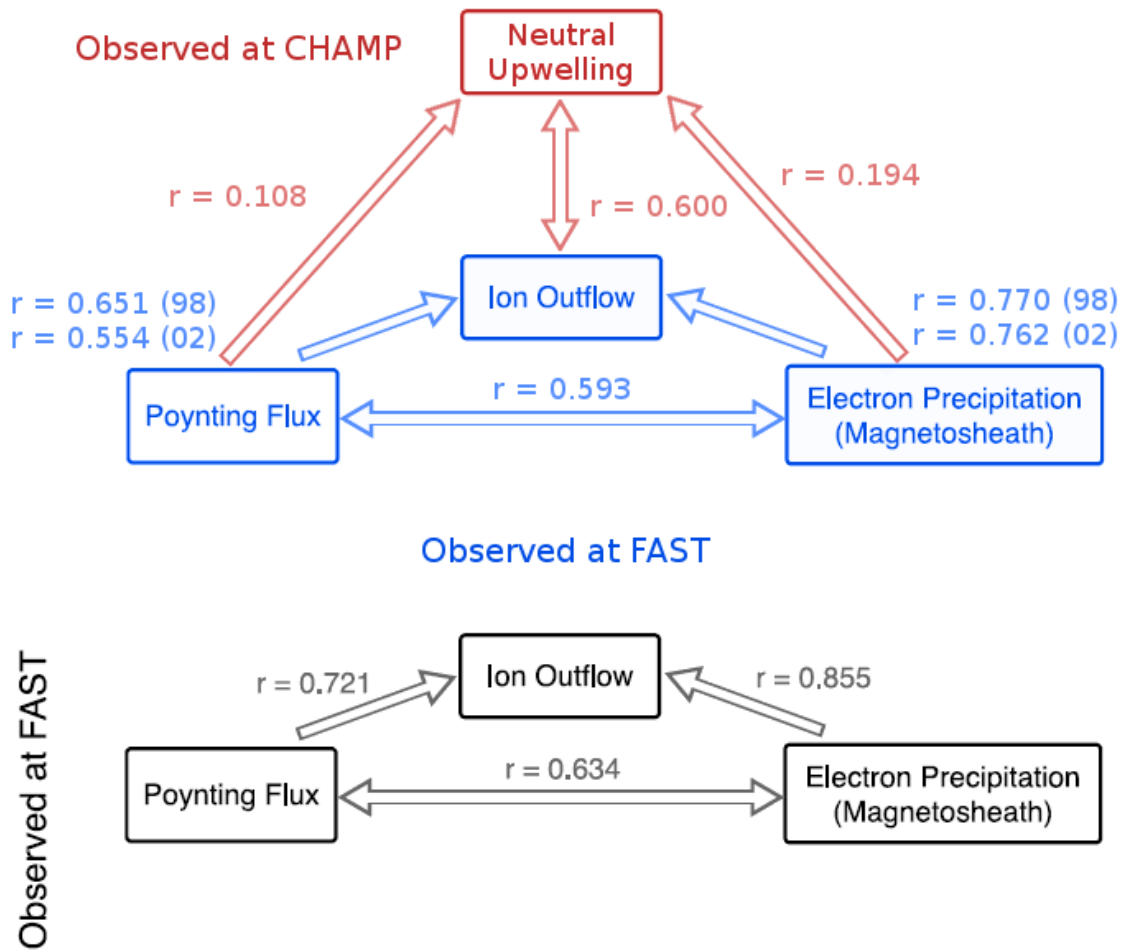 Observed at CHAMP
Neutral
Upwelling
r = 0.108
r = 0.600
r = 0.194
r = 0.651 (98)
r = 0.554 (02)
Ion Outflow
r = 0.770 (98)
r = 0.762 (02)
Poynting Flux
r = 0.593
Electron Precipitation
(Magnetosheath)
Observed at FAST
Observed at FAST
r = 0.721
Ion Outflow
r = 0.855
Poynting Flux
r = 0.634
Electron Precipitation
(Magnetosheath)